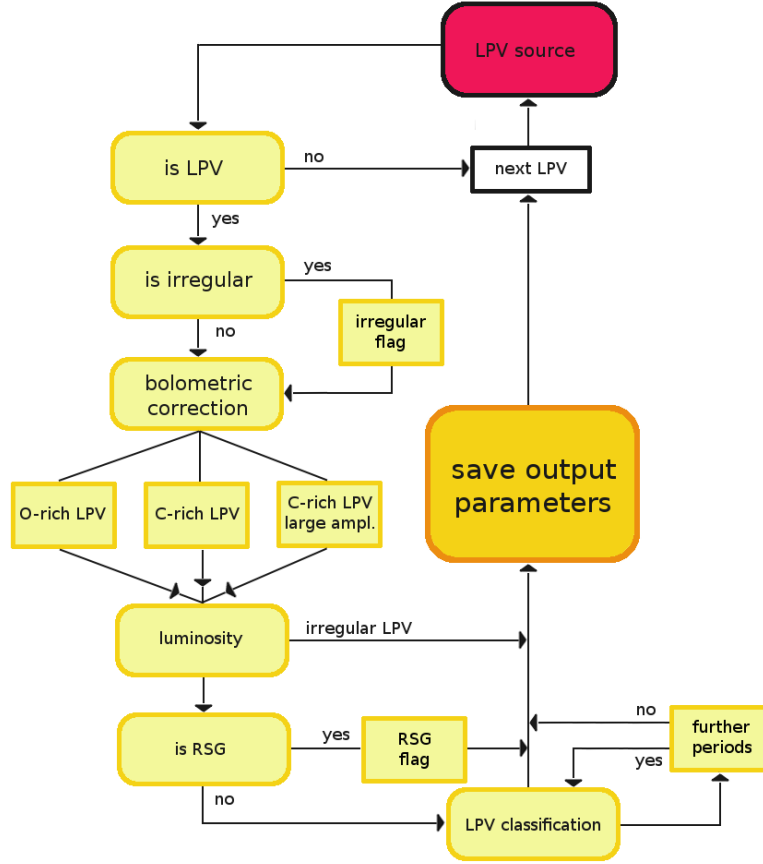 LPV source
is LPV
no
next LPV
yes
is irregular
yes
irregular
flag
no
bolometric
correction
O-rich LPV
C-rich LPV
C-rich LPV
large ampl.
save output
parameters
luminosity
irregular LPV
is RSG
yes
RSG
flag
no
further
periods
yes
no
LPV classification